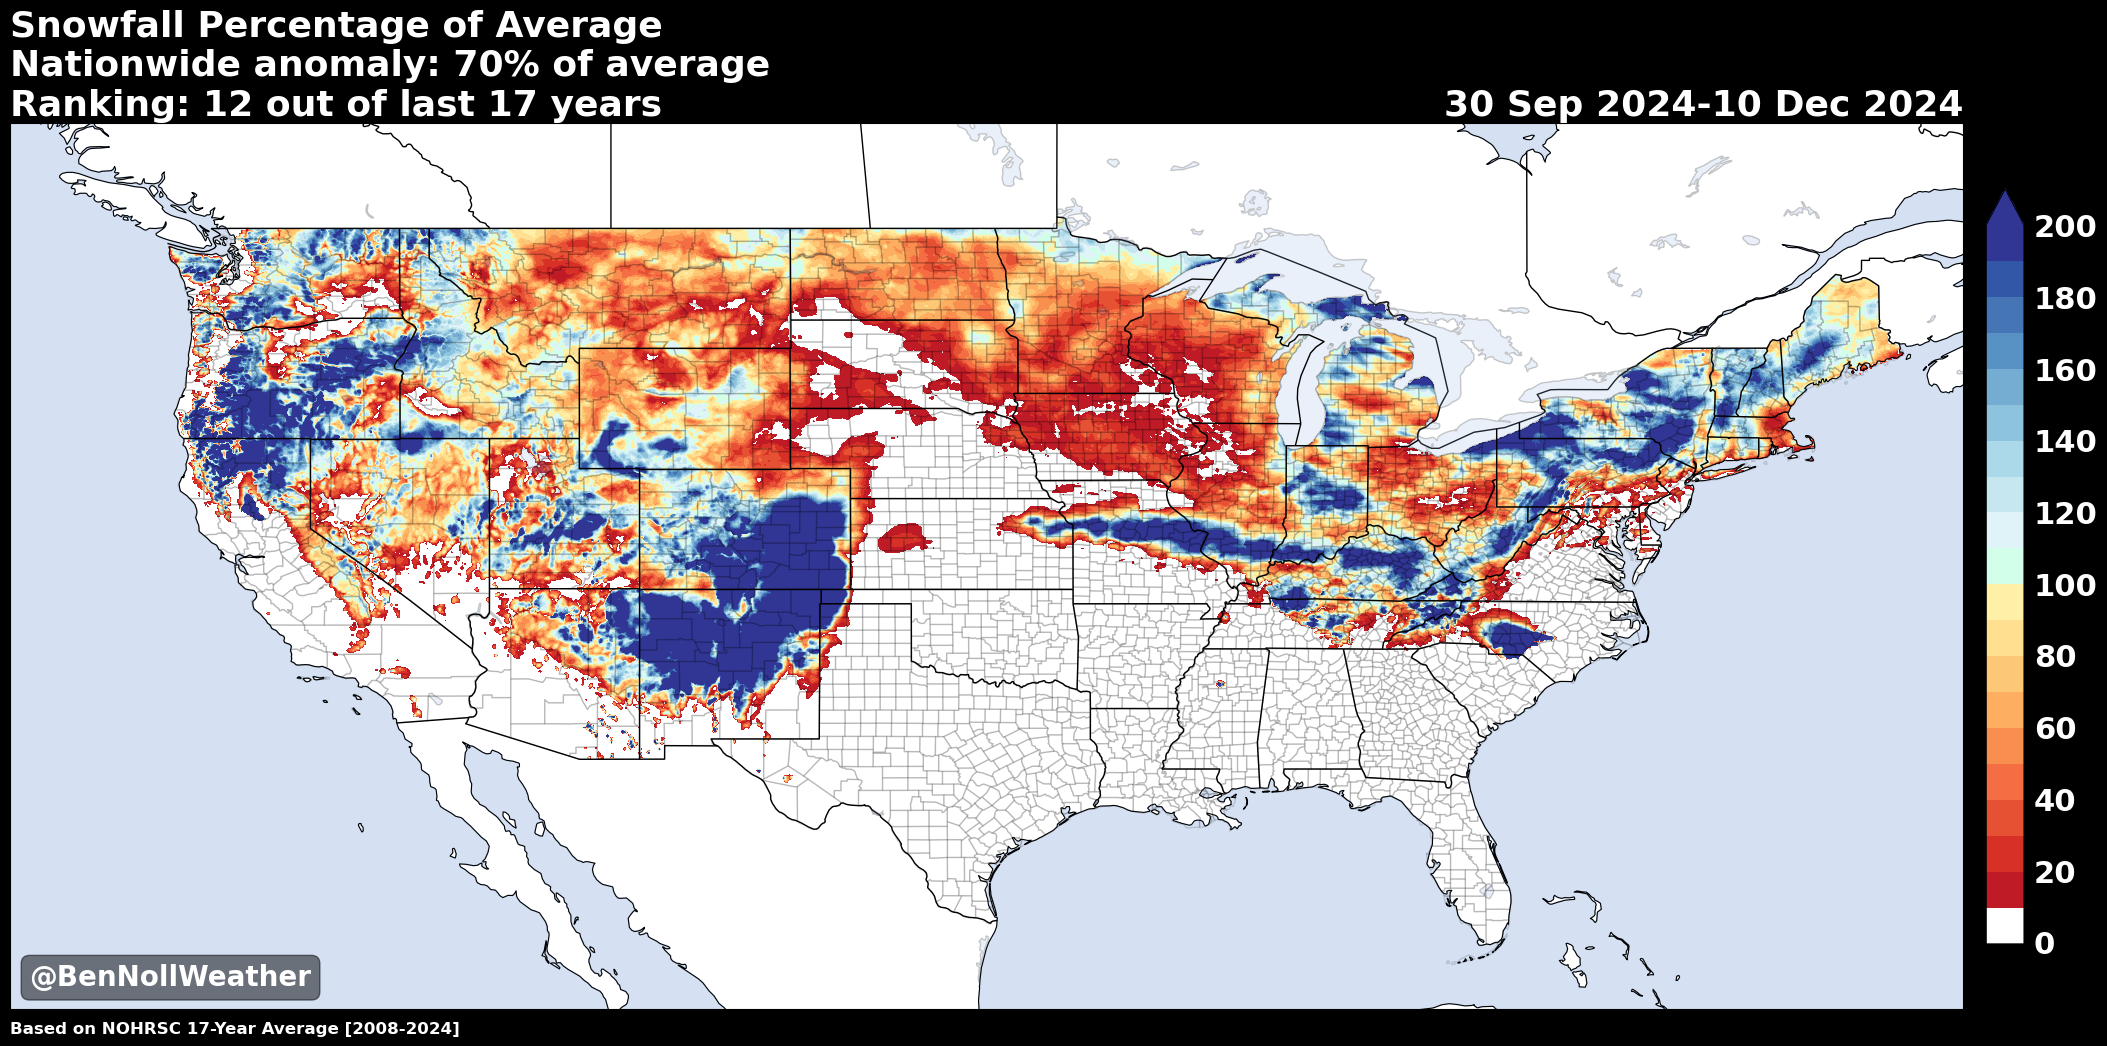 Snowfall Percentage of Average
Nationwide anomaly: 70% of average
Ranking: 12 out of last 17 years
30 Sep 2024-10 Dec 2024
200
180
160
140
120
100
80
60
40
20
0
@BenNollWeather
Based on NOHRSC 17-Year Average [2008-2024]